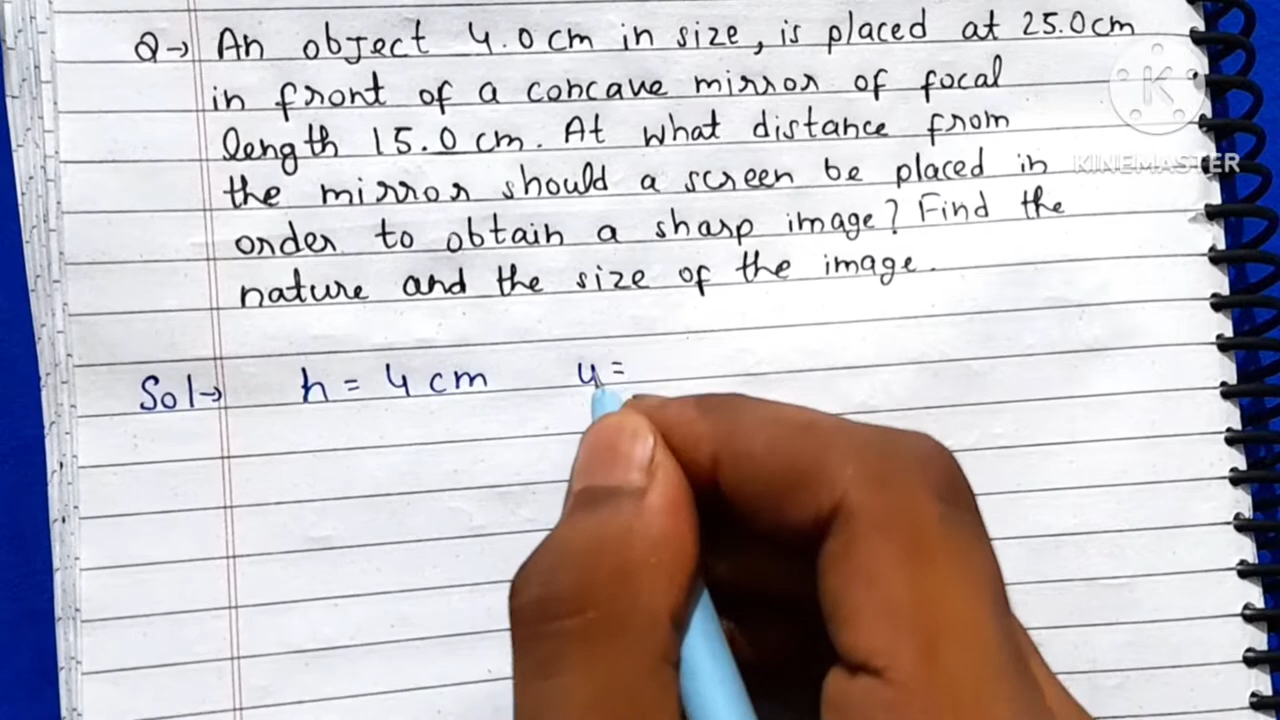 Q→ An object 4.0 cm in size, is placed at 25.0cm
in front of a concave mirror of focal
length 15.0 cm. At what distance from
the mirror should a screen be placed in
order to obtain a sharp image? Find the
nature and the size of the image.
K
KINEMASTER
Sol→ h = 4 cm u =